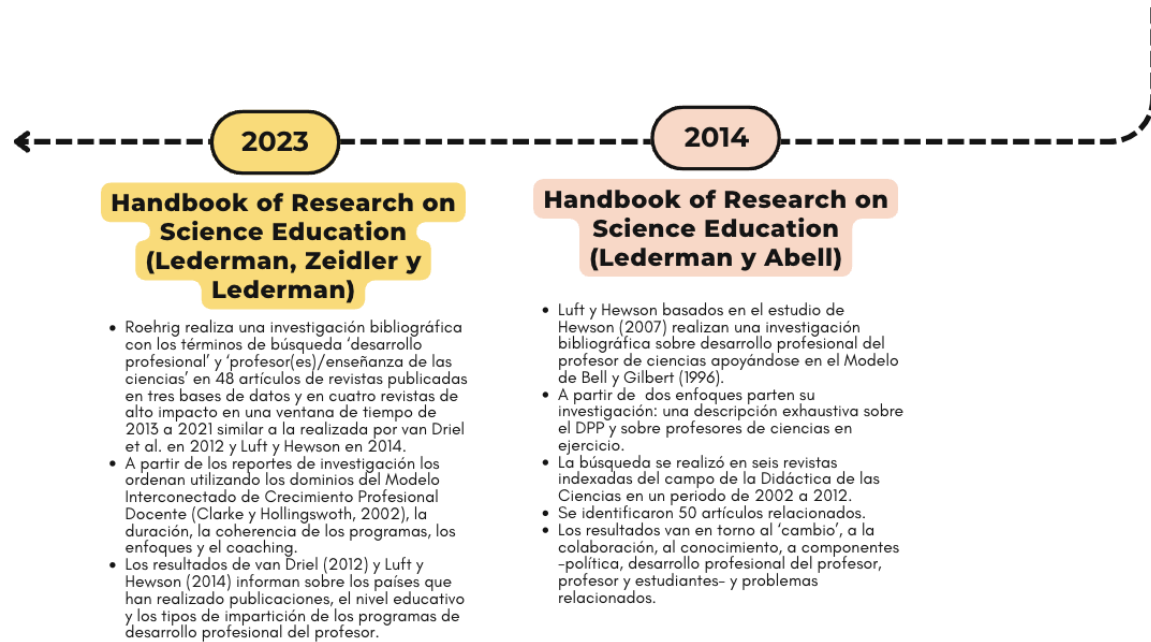 2023
Handbook of Research on
Science Education
(Lederman, Zeidler y
Lederman)
• Roehrig realiza una investigación bibliográfica
con los términos de búsqueda ‘desarrollo
profesional’ y ‘profesor(es)/enseñanza de las
ciencias’ en 48 artículos de revistas publicadas
en tres bases de datos y en cuatro revistas de
alto impacto en una ventana de tiempo de
2013 a 2021 similar a la realizada por van Driel
et al. en 2012 y Luft y Hewson en 2014.
• A partir de los reportes de investigación los
ordenan utilizando los dominios del Modelo
Interconectado de Crecimiento Profesional
Docente (Clarke y Hollingswoth, 2002), la
duración, la coherencia de los programas, los
enfoques y el coaching.
• Los resultados de van Driel (2012) y Luft y
Hewson (2014) informan sobre los países que
han realizado publicaciones, el nivel educativo
y los tipos de impartición de los programas de
desarrollo profesional del profesor.
2014
Handbook of Research on
Science Education
(Lederman y Abell)
• Luft y Hewson basados en el estudio de
Hewson (2007) realizan una investigación
bibliográfica sobre desarrollo profesional del
profesor de ciencias apoyándose en el Modelo
de Bell y Gilbert (1996).
• A partir de dos enfoques parten su
investigación: una descripción exhaustiva sobre
el DPP y sobre profesores de ciencias en
ejercicio.
• La búsqueda se realizó en seis revistas
indexadas del campo de la Didáctica de las
Ciencias en un periodo de 2002 a 2012.
• Se identificaron 50 artículos relacionados.
• Los resultados van en torno al ‘cambio’, a la
colaboración, al conocimiento, a componentes
-política, desarrollo profesional del profesor,
profesor y estudiantes- y problemas
relacionados.